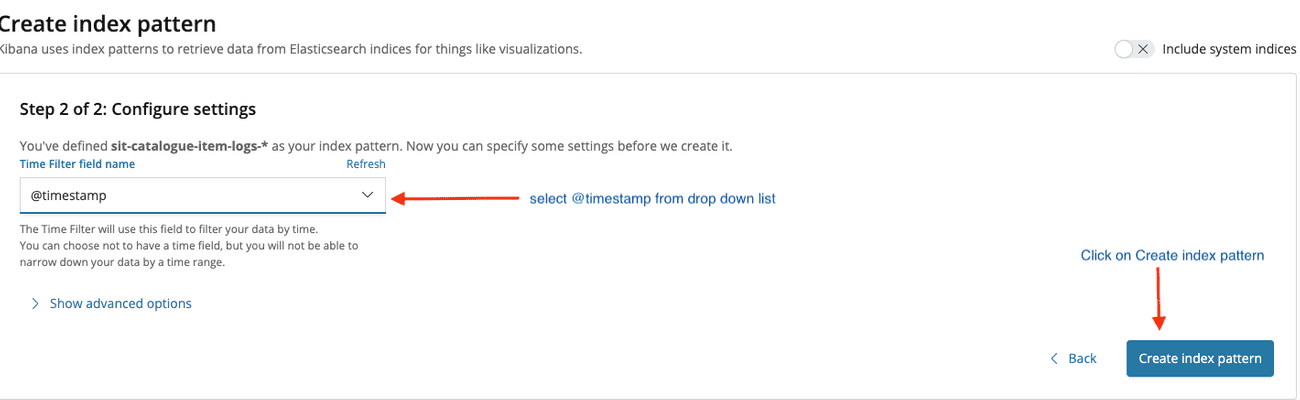 Create index pattern
Kibana uses index patterns to retrieve data from Elasticsearch indices for things like visualizations.
Include system indices
Step 2 of 2: Configure settings
You've defined sit-catalogue-item-logs-* as your index pattern. Now you can specify some settings before we create it.
Time Filter field name
Refresh
@timestamp
select @timestamp from drop down list
The Time Filter will use this field to filter your data by time.
You can choose not to have a time field, but you will not be able to
narrow down your data by a time range.
Click on Create index pattern
Show advanced options
Back
Create index pattern